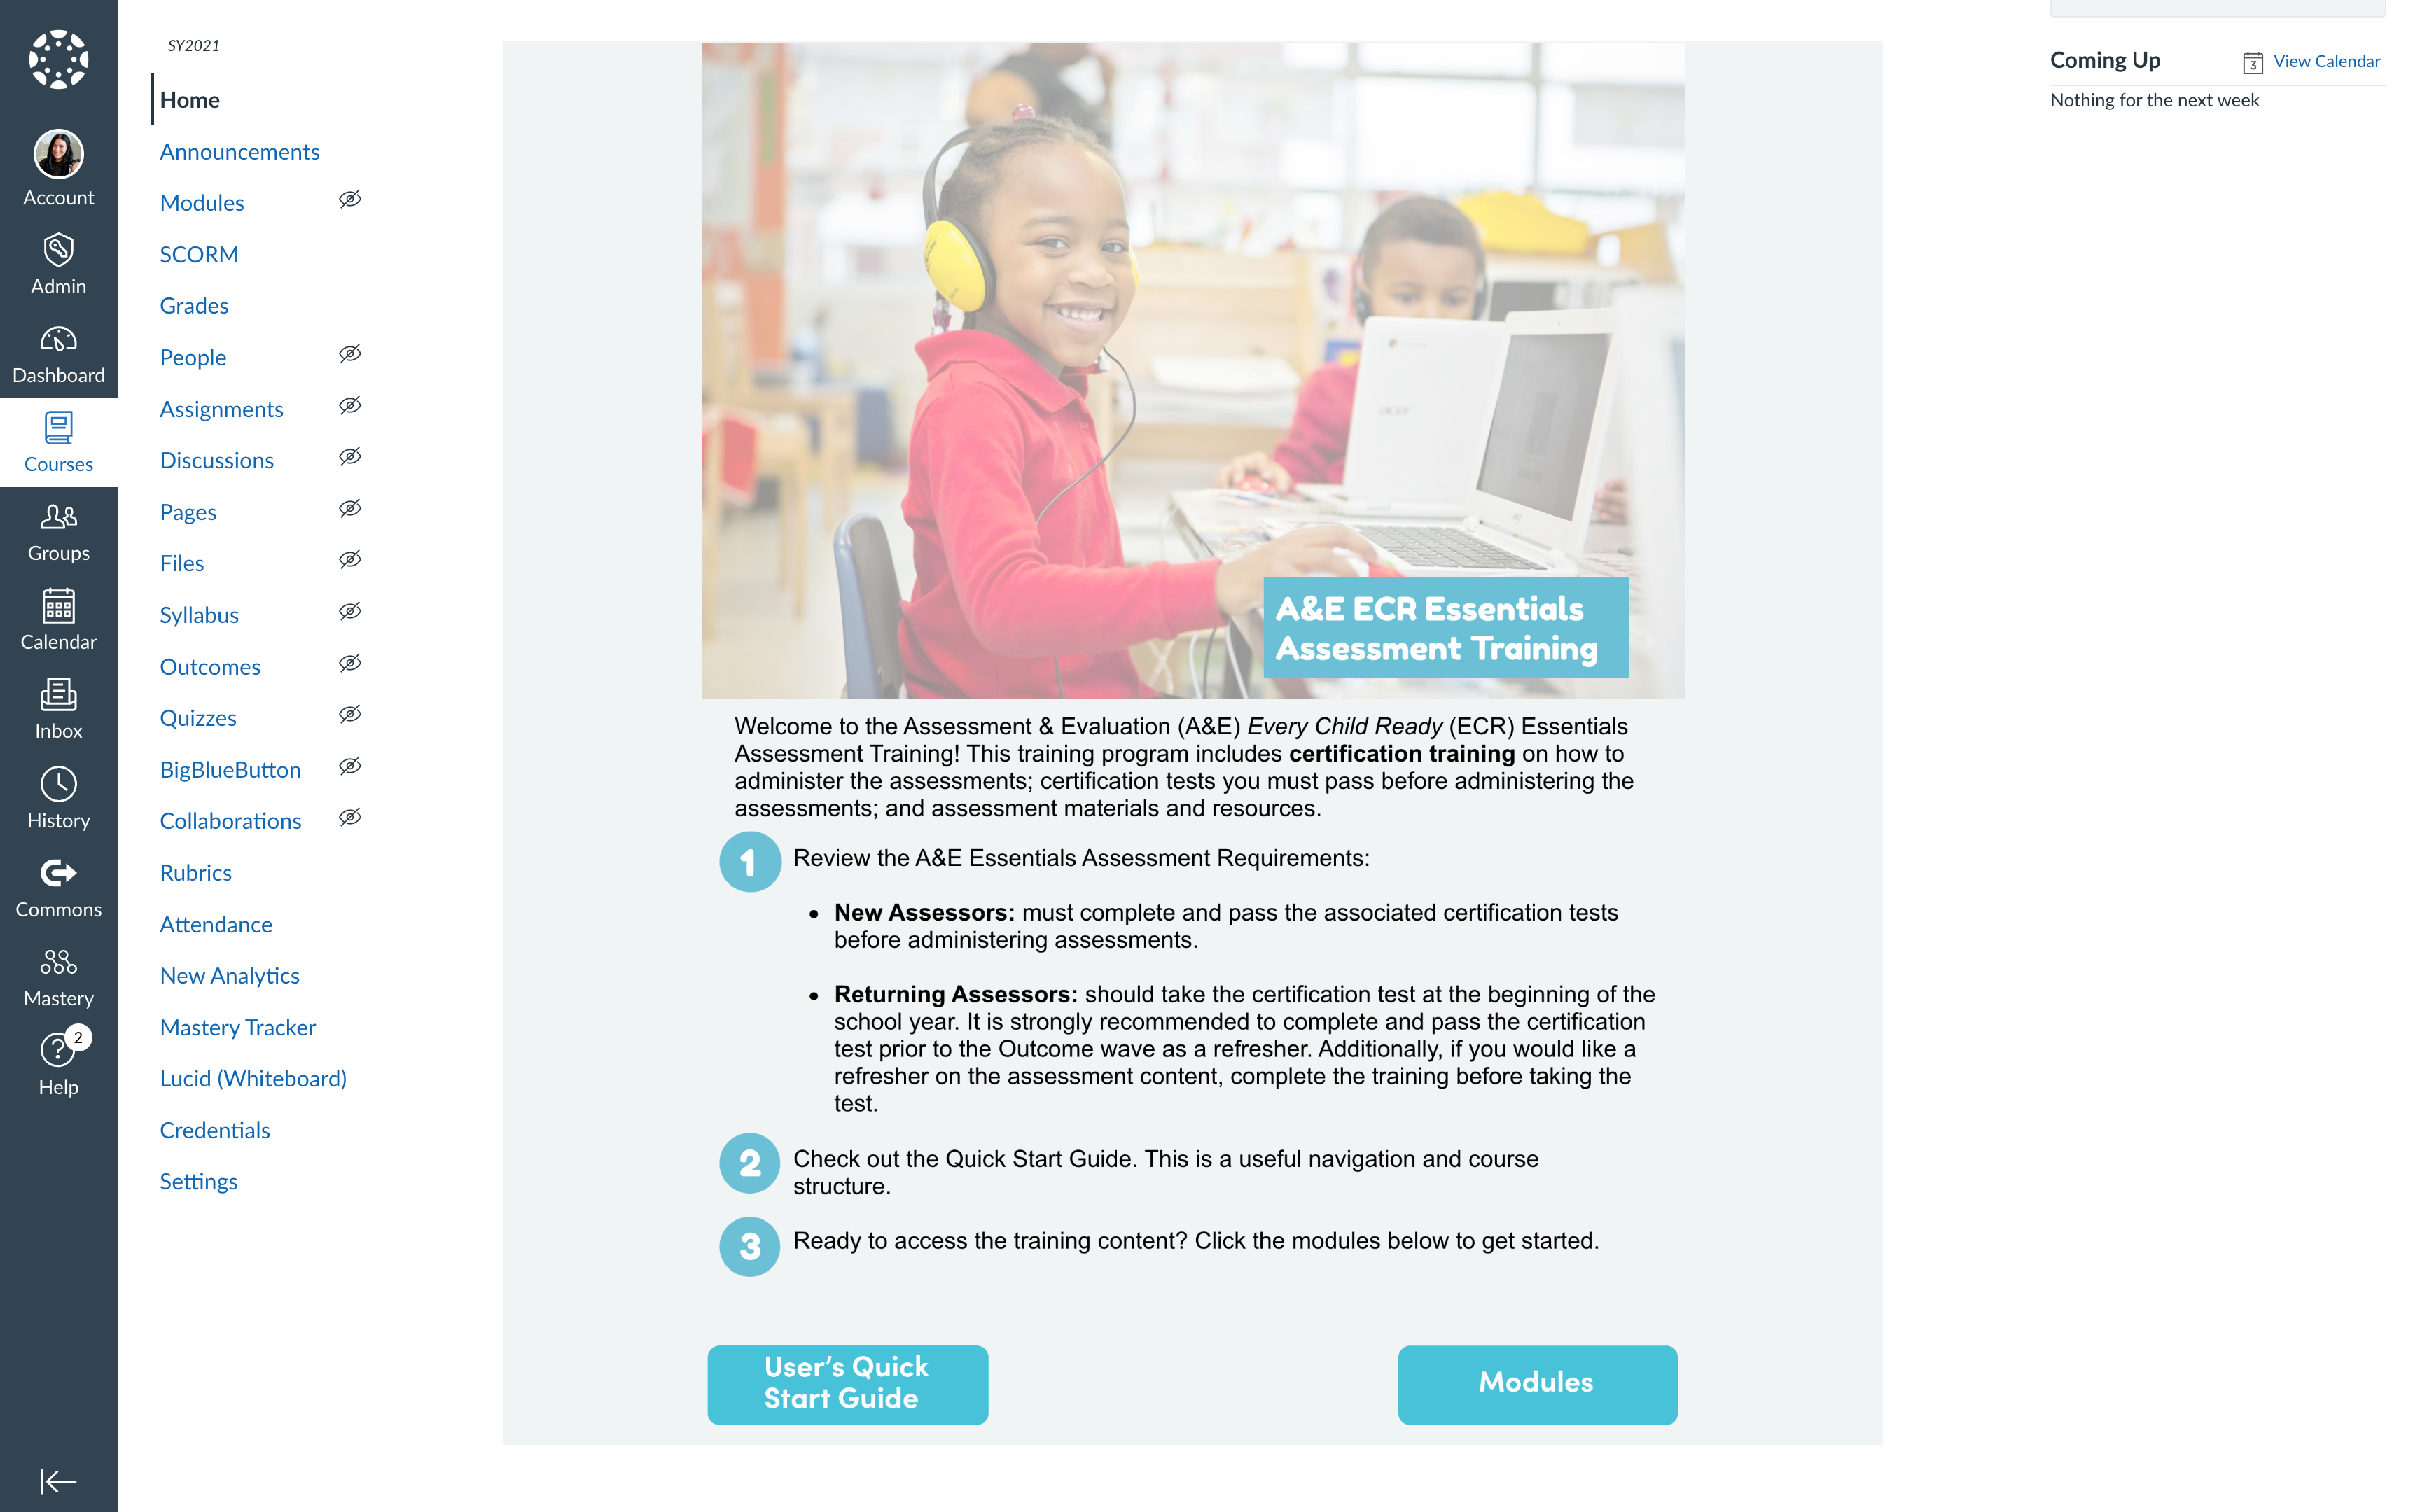 Account
Admin
Dashboard
Courses
Groups
Calendar
Inbox
History
Commons
Mastery
2
Help
SY2021
Home
Announcements
Modules
SCORM
Grades
People
Assignments
Discussions
Pages
Files
Syllabus
Outcomes
Quizzes
BigBlueButton
Collaborations
Rubrics
Attendance
New Analytics
Mastery Tracker
Lucid (Whiteboard)
Credentials
Settings
acer
acer
A&E ECR Essentials
Assessment Training
Welcome to the Assessment & Evaluation (A&E) Every Child Ready (ECR) Essentials
Assessment Training! This training program includes certification training on how to
administer the assessments; certification tests you must pass before administering the
assessments; and assessment materials and resources.
1 Review the A&E Essentials Assessment Requirements:
• New Assessors: must complete and pass the associated certification tests
before administering assessments.
• Returning Assessors: should take the certification test at the beginning of the
school year. It is strongly recommended to complete and pass the certification
test prior to the Outcome wave as a refresher. Additionally, if you would like a
refresher on the assessment content, complete the training before taking the
test.
2 Check out the Quick Start Guide. This is a useful navigation and course
structure.
3 Ready to access the training content? Click the modules below to get started.
User's Quick
Start Guide
Modules
Coming Up
3 View Calendar
Nothing for the next week